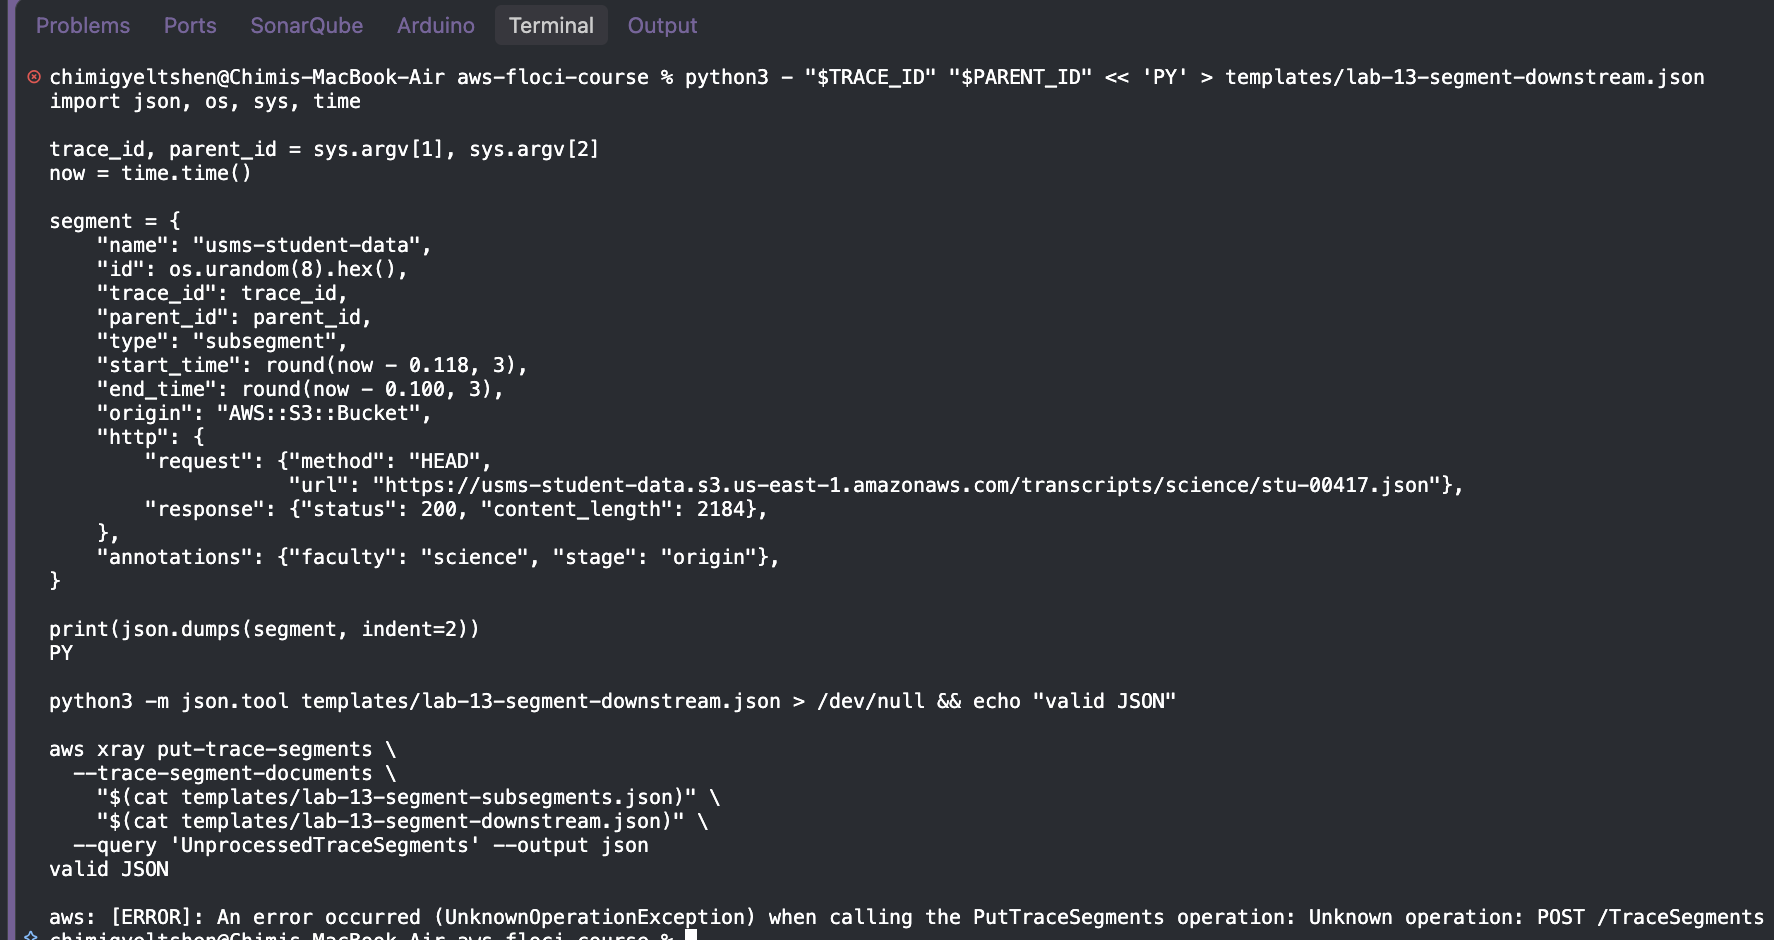 Problems Ports SonarQube Arduino Terminal Output
chimigyeltshen@Chimis-MacBook-Air aws-floci-course % python3 - "$TRACE_ID" "$PARENT_ID" << 'PY' > templates/lab-13-segment-downstream.json
import json, os, sys, time

trace_id, parent_id = sys.argv[1], sys.argv[2]
now = time.time()

segment = {
    "name": "usms-student-data",
    "id": os.urandom(8).hex(),
    "trace_id": trace_id,
    "parent_id": parent_id,
    "type": "subsegment",
    "start_time": round(now - 0.118, 3),
    "end_time": round(now - 0.100, 3),
    "origin": "AWS::S3::Bucket",
    "http": {
        "request": {"method": "HEAD",
                    "url": "https://usms-student-data.s3.us-east-1.amazonaws.com/transcripts/science/stu-00417.json"},
        "response": {"status": 200, "content_length": 2184},
    },
    "annotations": {"faculty": "science", "stage": "origin"},
}

print(json.dumps(segment, indent=2))
PY

python3 -m json.tool templates/lab-13-segment-downstream.json > /dev/null && echo "valid JSON"

aws xray put-trace-segments \
  --trace-segment-documents \
    "$(cat templates/lab-13-segment-subsegments.json)" \
    "$(cat templates/lab-13-segment-downstream.json)" \
  --query 'UnprocessedTraceSegments' --output json
valid JSON

aws: [ERROR]: An error occurred (UnknownOperationException) when calling the PutTraceSegments operation: Unknown operation: POST /TraceSegments
chimigyeltshen@Chimis-MacBook-Air aws-floci-course %